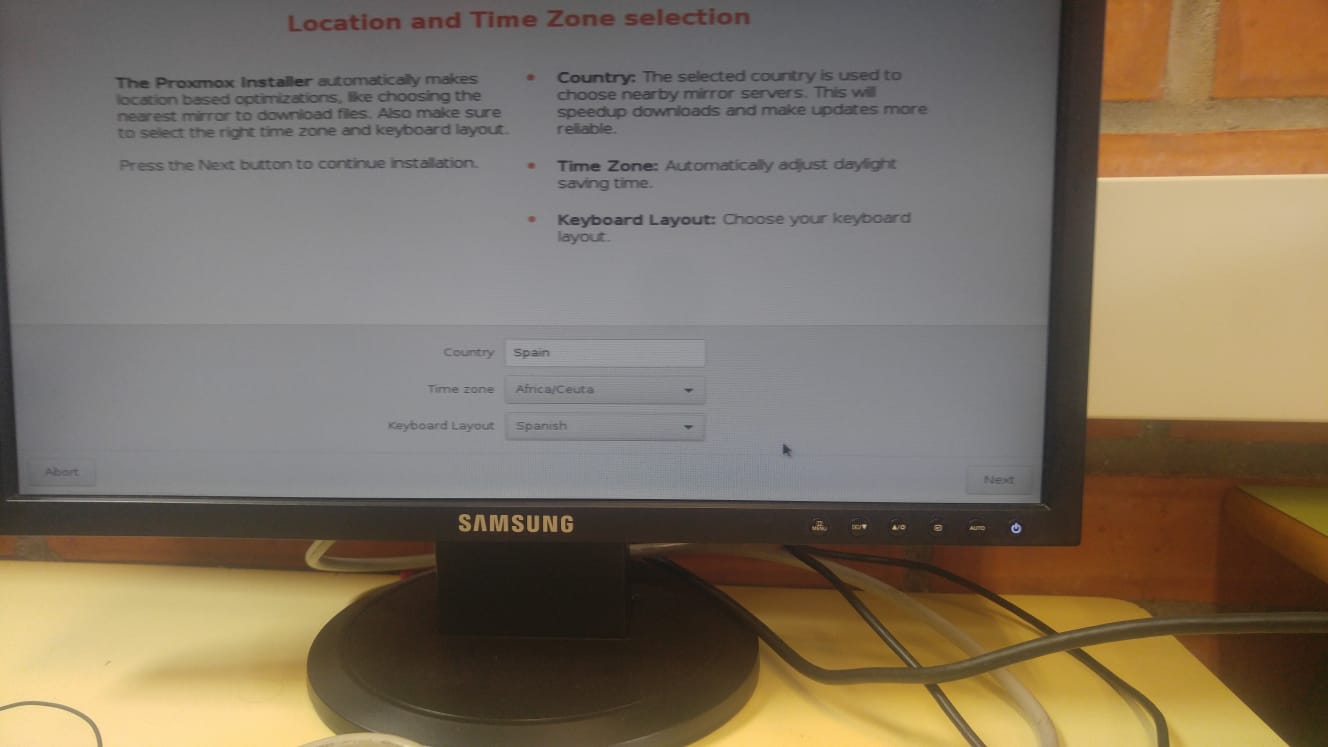 Location and Time Zone selection
The Proxmox Installer automatically makes
location based optimizations, like choosing the
nearest mirror to download files. Also make sure
to select the right time zone and keyboard layout.
Press the Next button to continue installation.
• Country: The selected country is used to
choose nearby mirror servers. This will
speedup downloads and make updates more
reliable.
• Time Zone: Automatically adjust daylight
saving time.
• Keyboard Layout: Choose your keyboard
layout.
Country Spain
Time zone Africa/Ceuta
Keyboard Layout Spanish
Abort Next
SAMSUNG
MENU AUTO